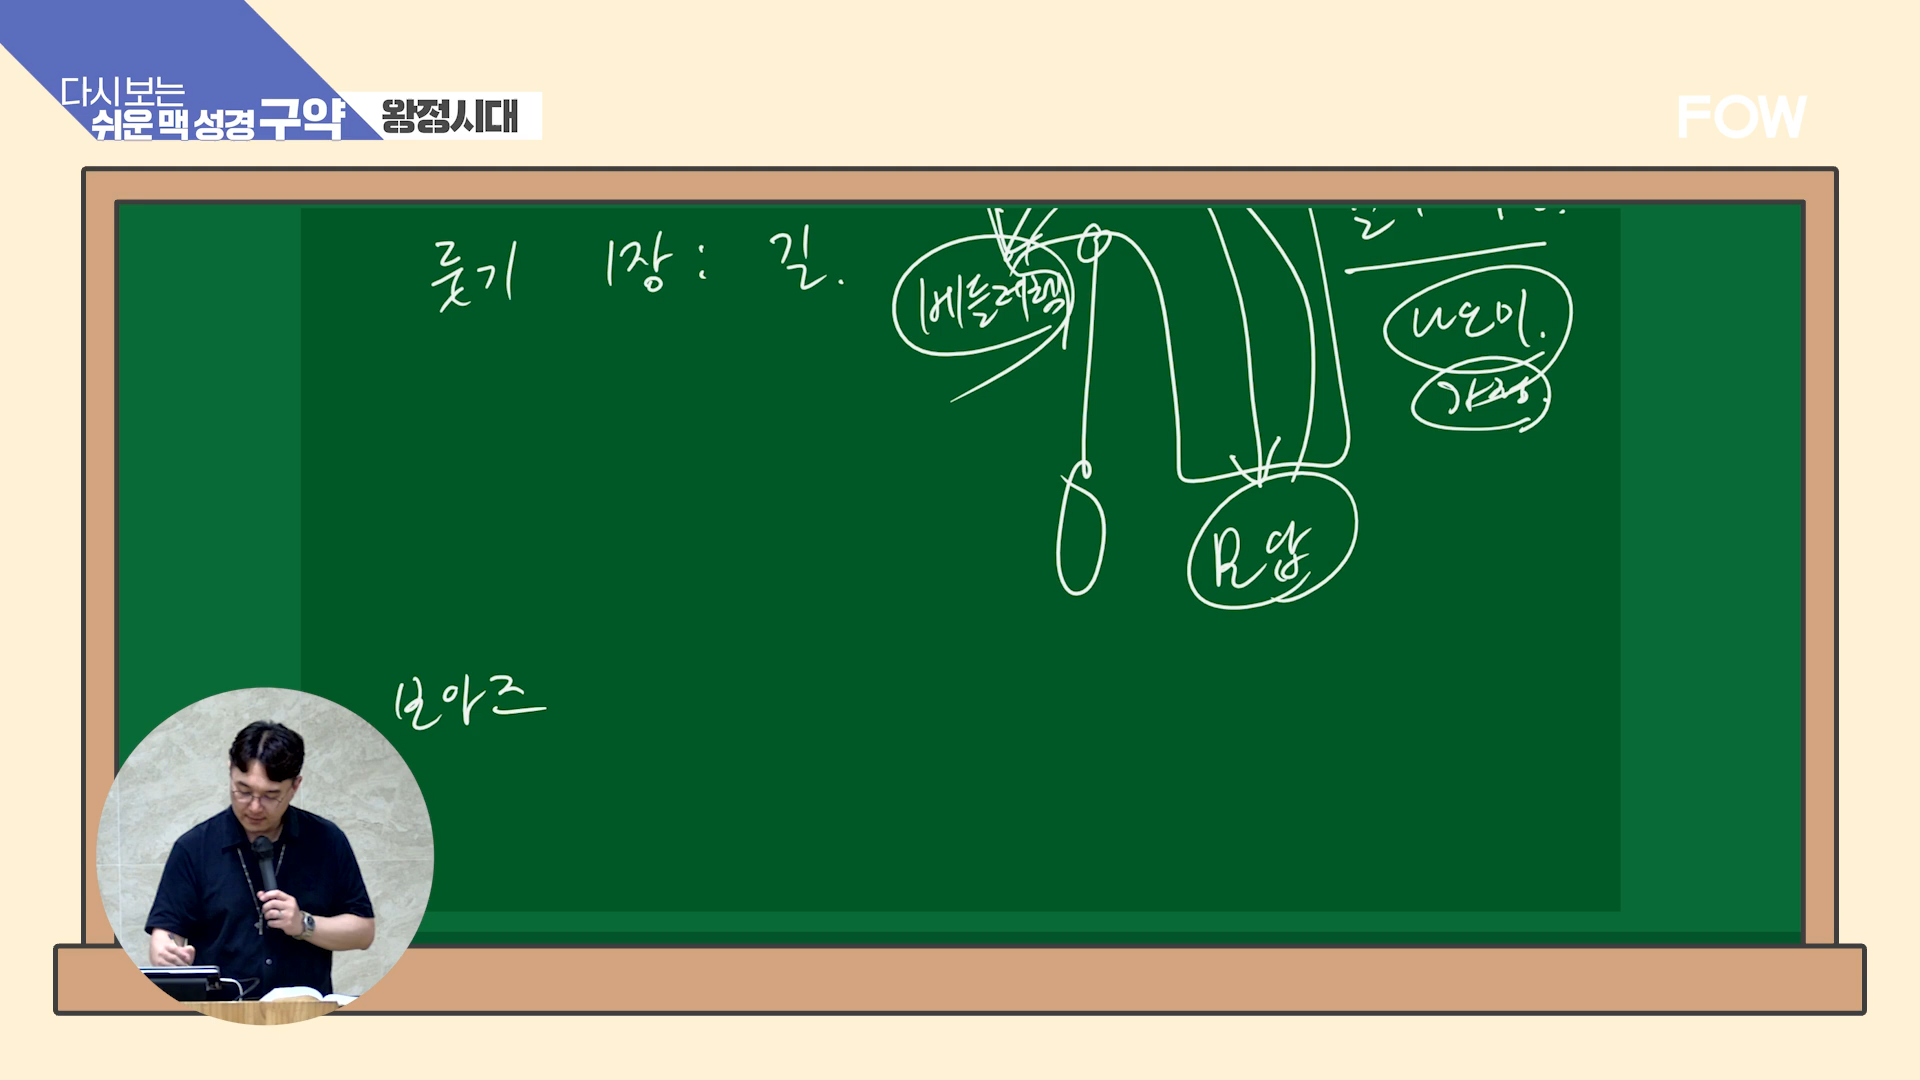 다시 보는
쉬운 맥 성경 구약
왕정시대
FOW
룻기 1장 : 길.
베들레헴
나오미.
가정.
모압
보아즈